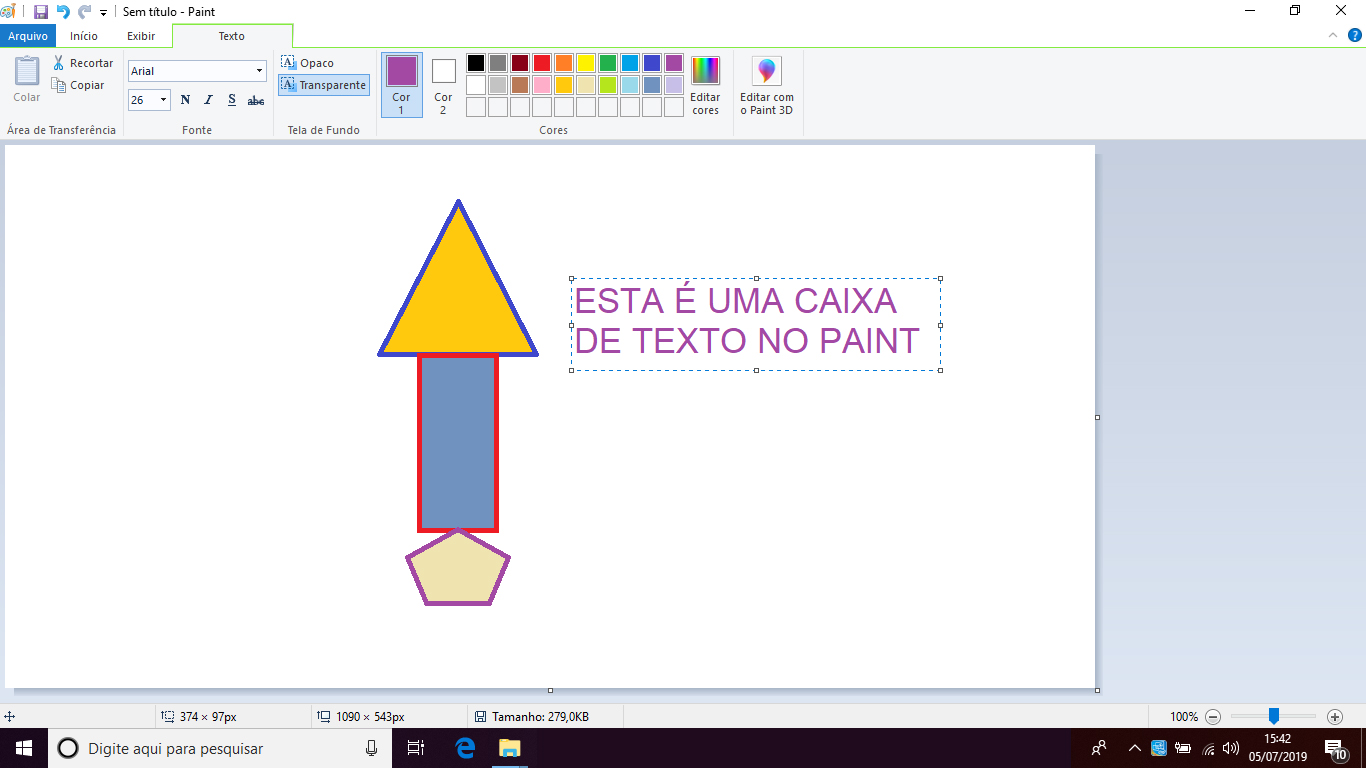 Sem título - Paint
Arquivo Início Exibir Texto
Colar
Recortar
Copiar
Área de Transferência
Arial
26
N I S abc
Fonte
Opaco
Transparente
Tela de Fundo
Cor 1
Cor 2
Editar cores
Cores
Editar com o Paint 3D
ESTA É UMA CAIXA
DE TEXTO NO PAINT
374 × 97px
1090 × 543px
Tamanho: 279,0KB
100%
Digite aqui para pesquisar
15:42
05/07/2019
10